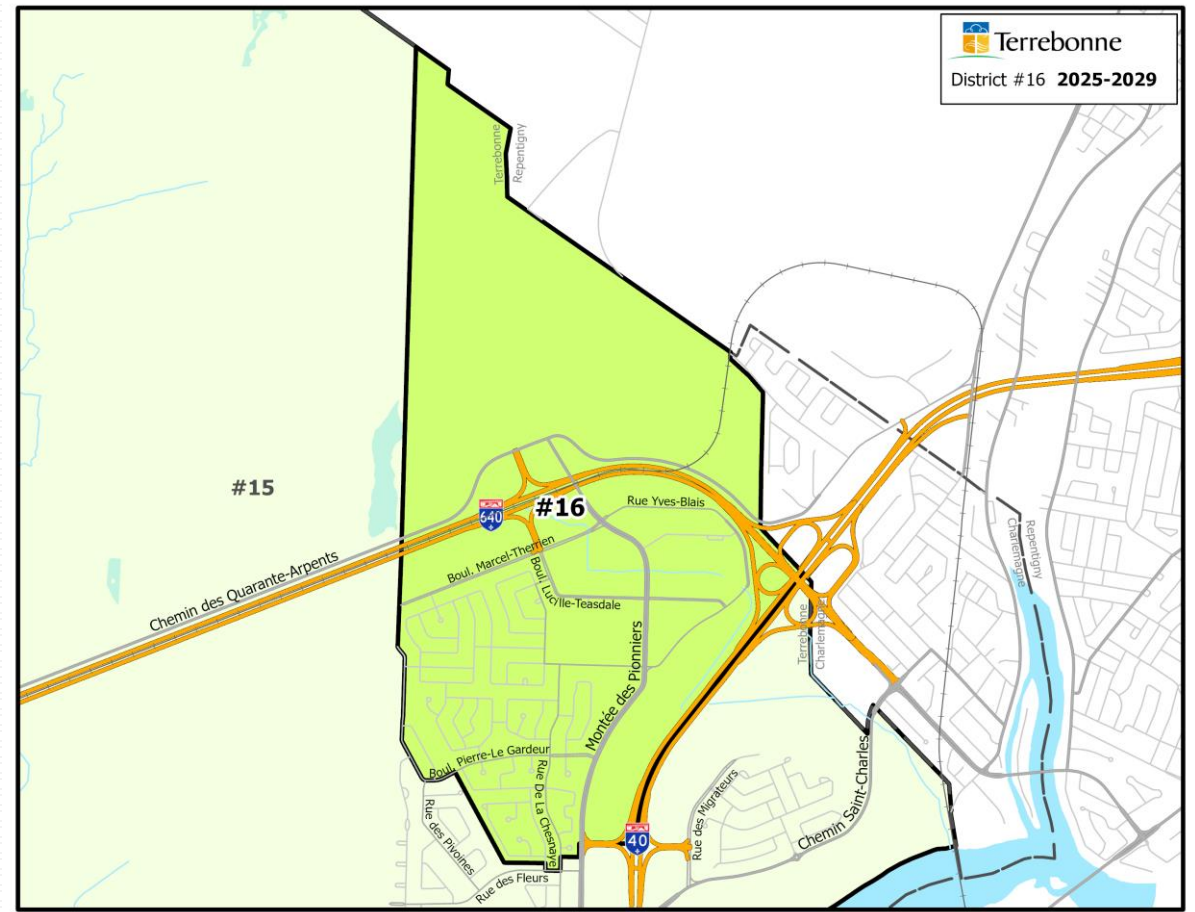 Terrebonne
District #16 2025-2029
Terrebonne
Repentigny
#15
#16
640
Rue Yves-Blais
Boul. Marcel-Therrien
Boul. Lucille-Teasdale
Chemin des Quarante-Arpents
Repentigny
Charlemagne
Terrebonne
Charlemagne
Montée des Pionniers
Boul. Pierre-Le Gardeur
Rue De La Chesnaye
Rue des Pivoines
Rue des Fleurs
40
Rue des Migrateurs
Chemin Saint-Charles